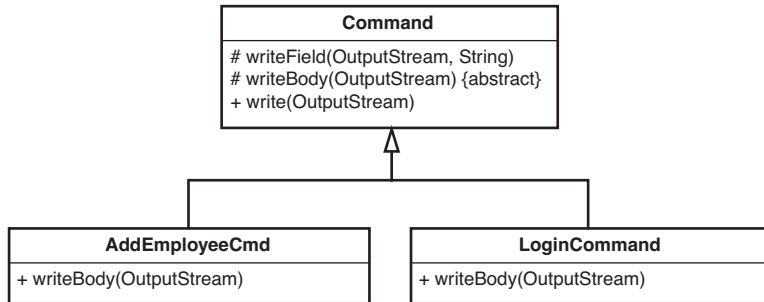 Command
# writeField(OutputStream, String)
# writeBody(OutputStream) {abstract}
+ write(OutputStream)
AddEmployeeCmd
+ writeBody(OutputStream)
LoginCommand
+ writeBody(OutputStream)